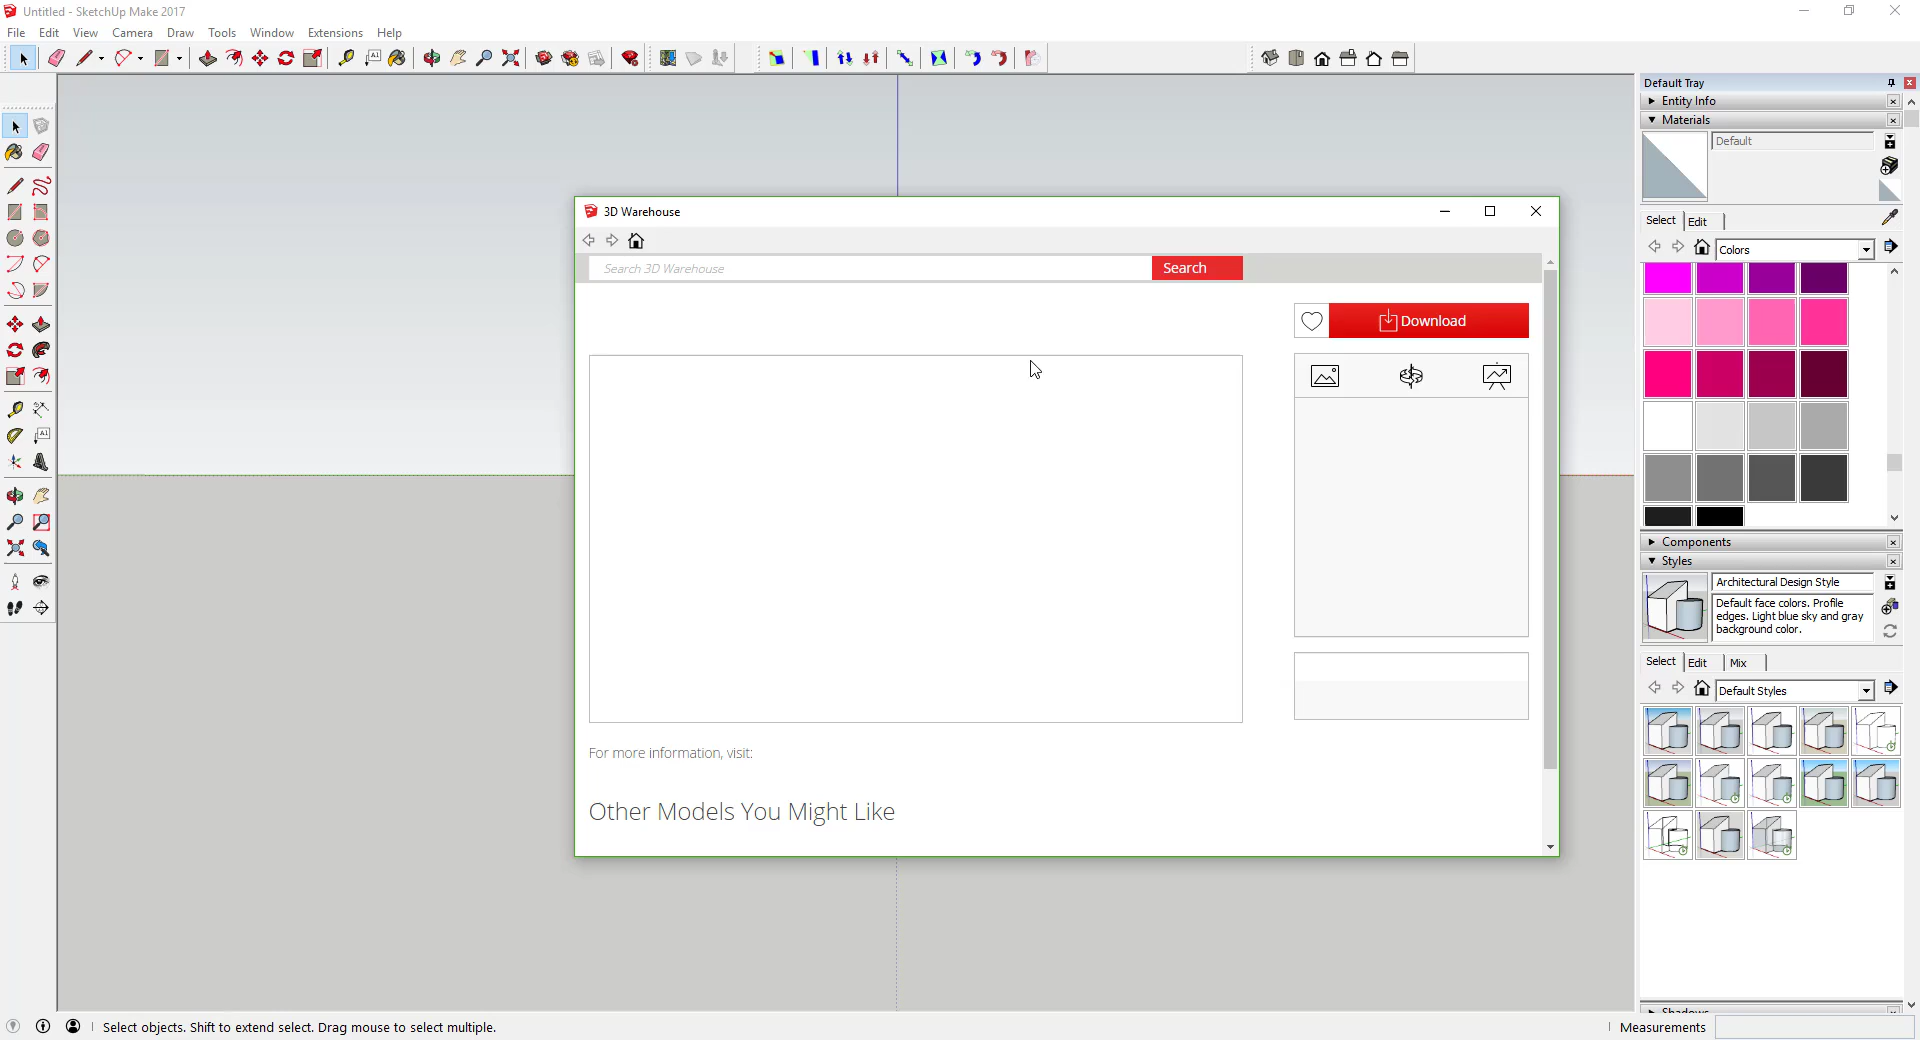 Untitled - SketchUp Make 2017
File Edit View Camera Draw Tools Window Extensions Help
A1
Default Tray
Entity Info
Materials
Default
Select Edit
Colors
3D Warehouse
Search 3D Warehouse
Search
Download
For more information, visit:
Other Models You Might Like
A1
Components
Styles
Architectural Design Style
Default face colors. Profile
edges. Light blue sky and gray
background color.
Select Edit Mix
Default Styles
Shadows
Select objects. Shift to extend select. Drag mouse to select multiple.
Measurements